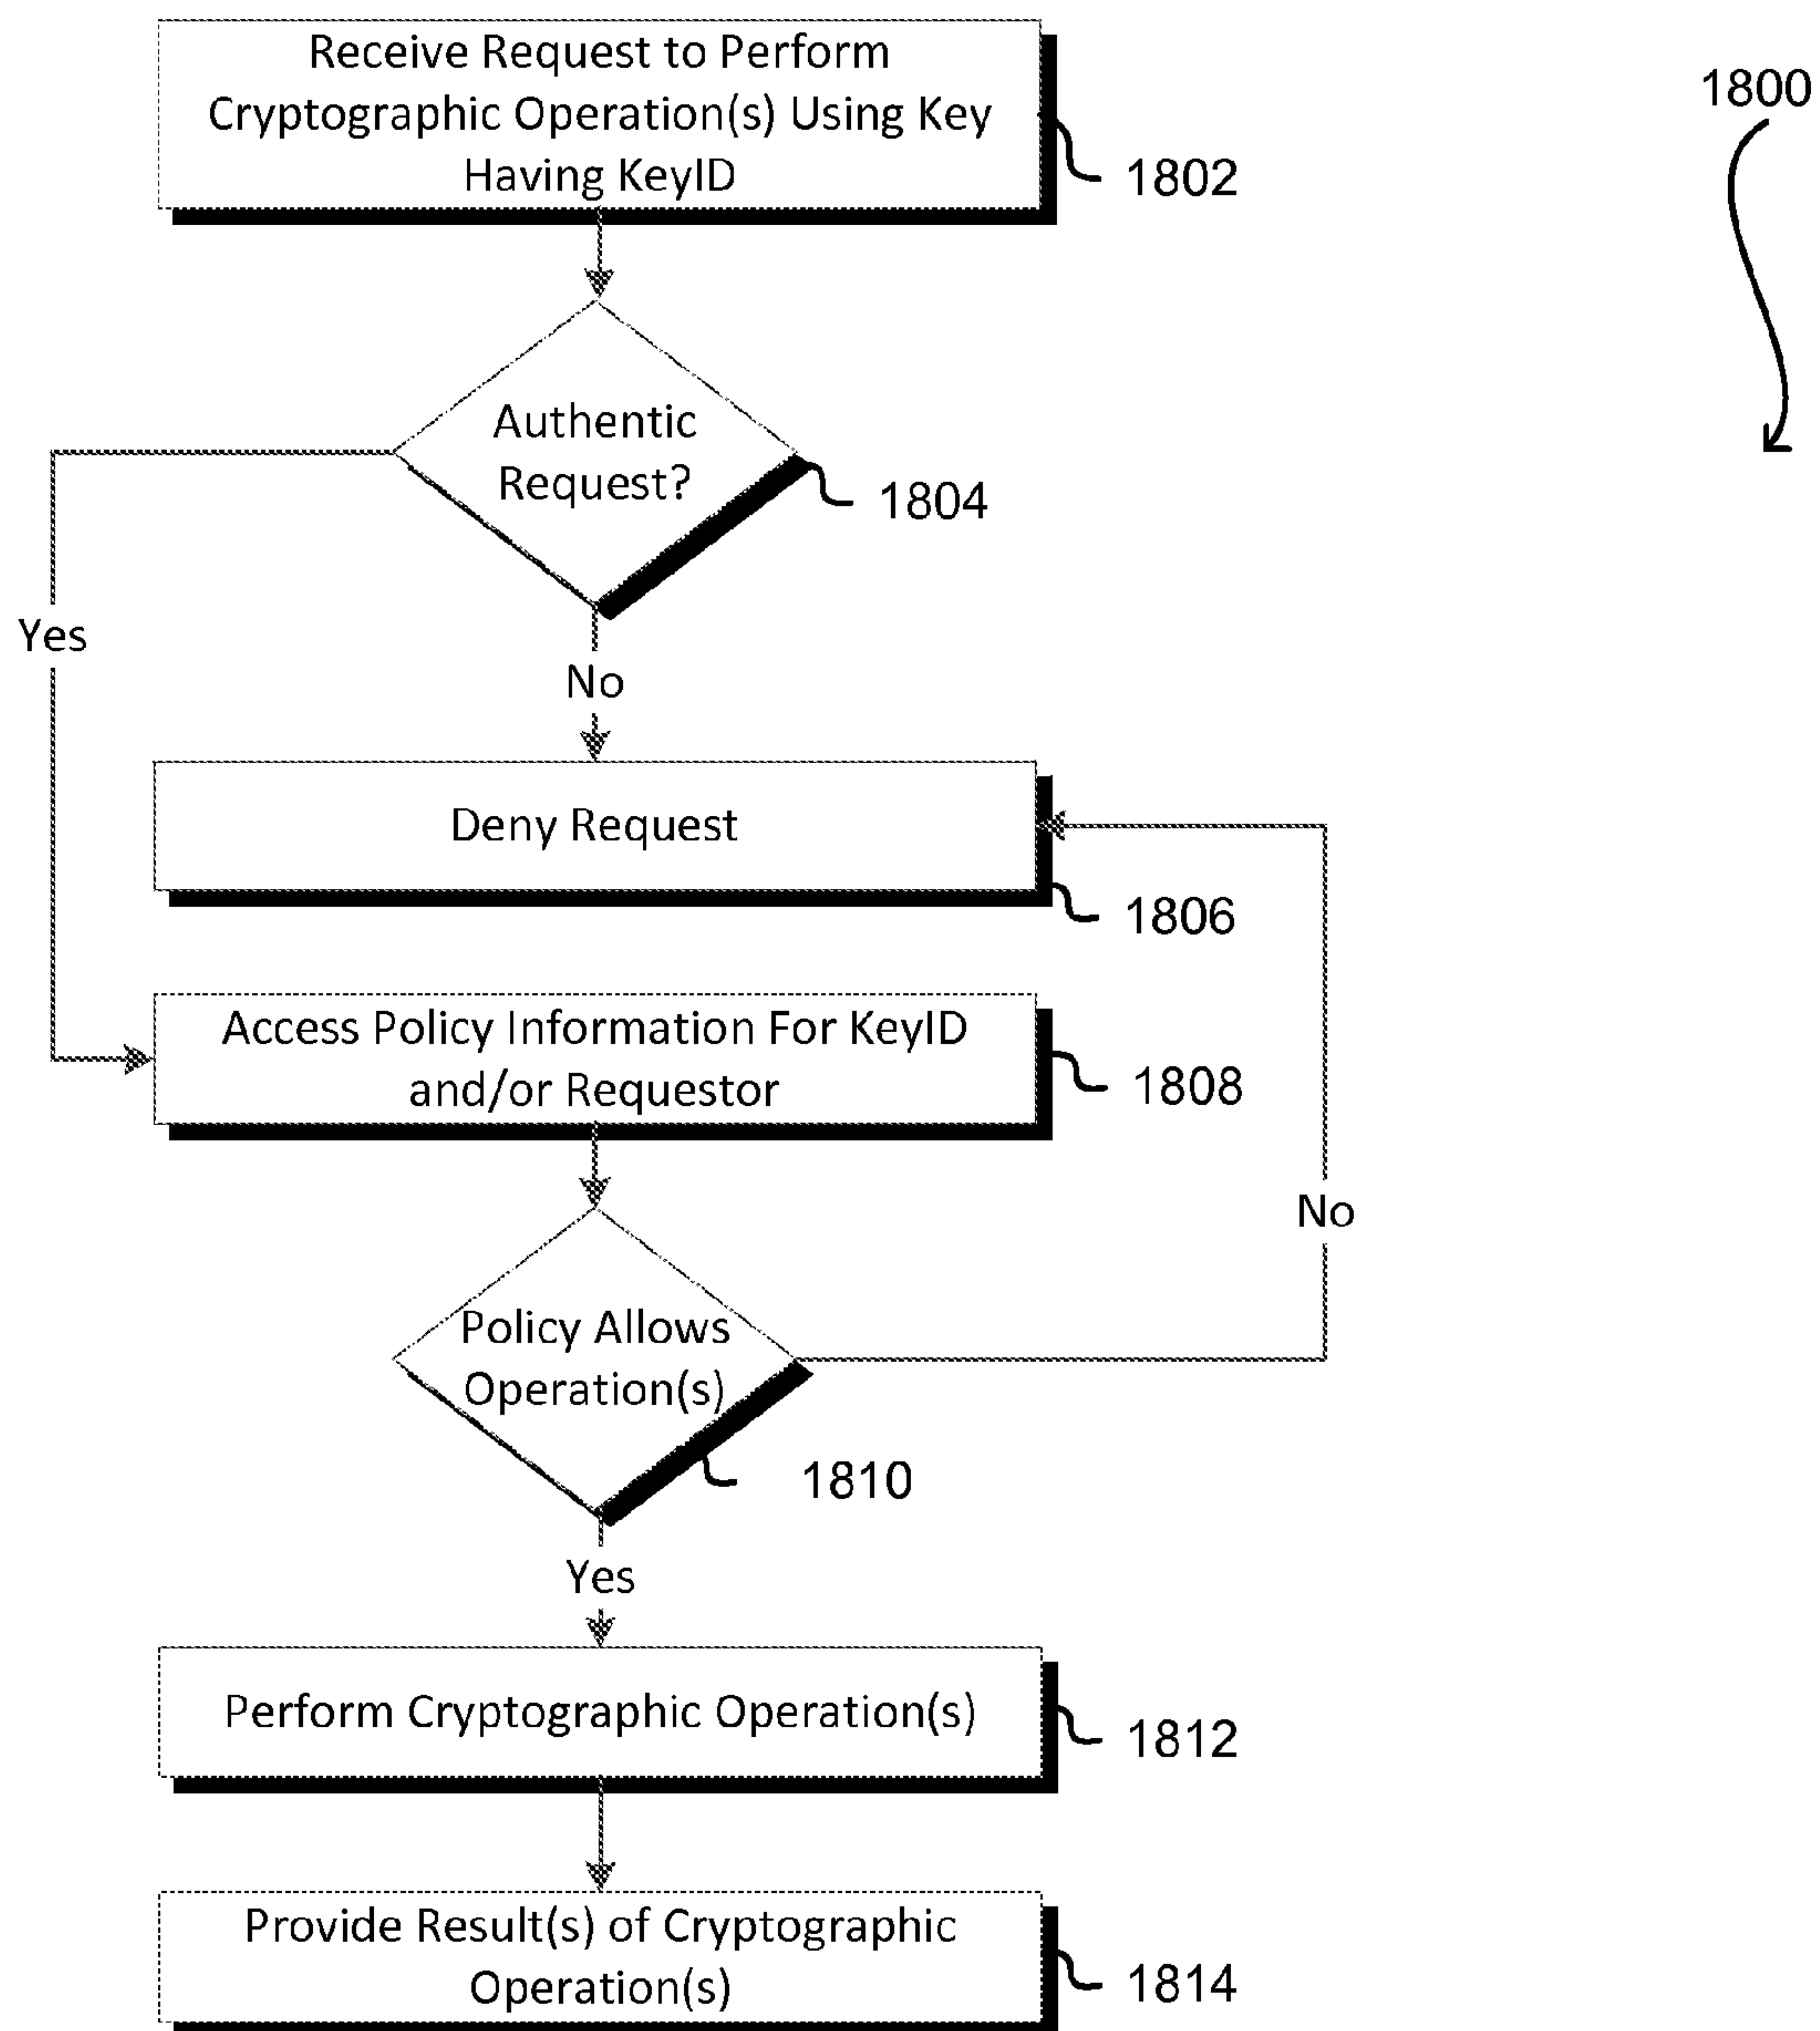 Receive Request to Perform
Cryptographic Operation(s) Using Key
Having KeyID
1800
1802
Authentic
Request?
1804
Yes
No
Deny Request
1806
Access Policy Information For KeyID
and/or Requestor
1808
No
Policy Allows
Operation(s)
1810
Yes
Perform Cryptographic Operation(s)
1812
Provide Result(s) of Cryptographic
Operation(s)
1814